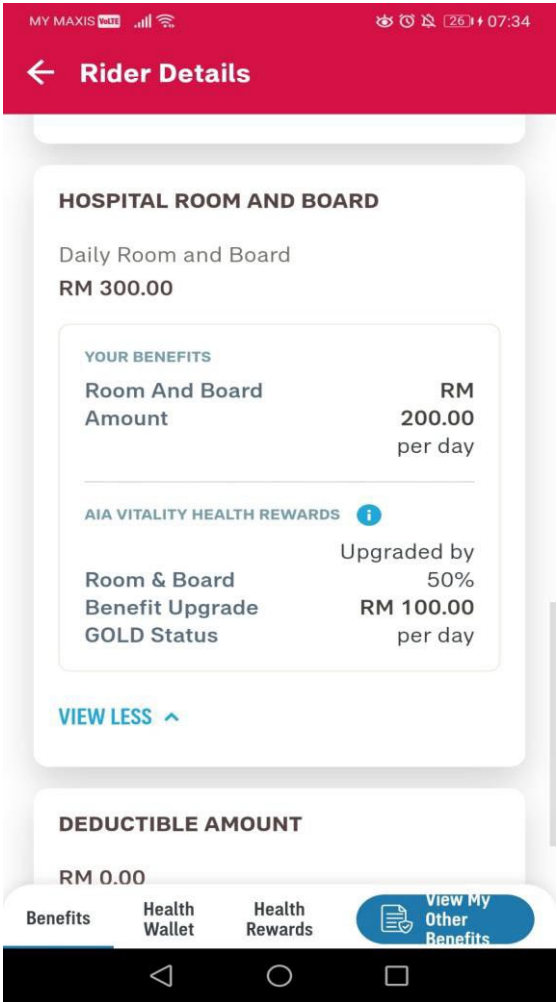 MY MAXIS VoLTE 26 07:34
Rider Details
HOSPITAL ROOM AND BOARD
Daily Room and Board
RM 300.00
YOUR BENEFITS
Room And Board RM
Amount 200.00
per day
AIA VITALITY HEALTH REWARDS i
Upgraded by
Room & Board 50%
Benefit Upgrade RM 100.00
GOLD Status per day
VIEW LESS
DEDUCTIBLE AMOUNT
RM 0.00
Benefits
Health
Wallet
Health
Rewards
View My
Other
Benefits